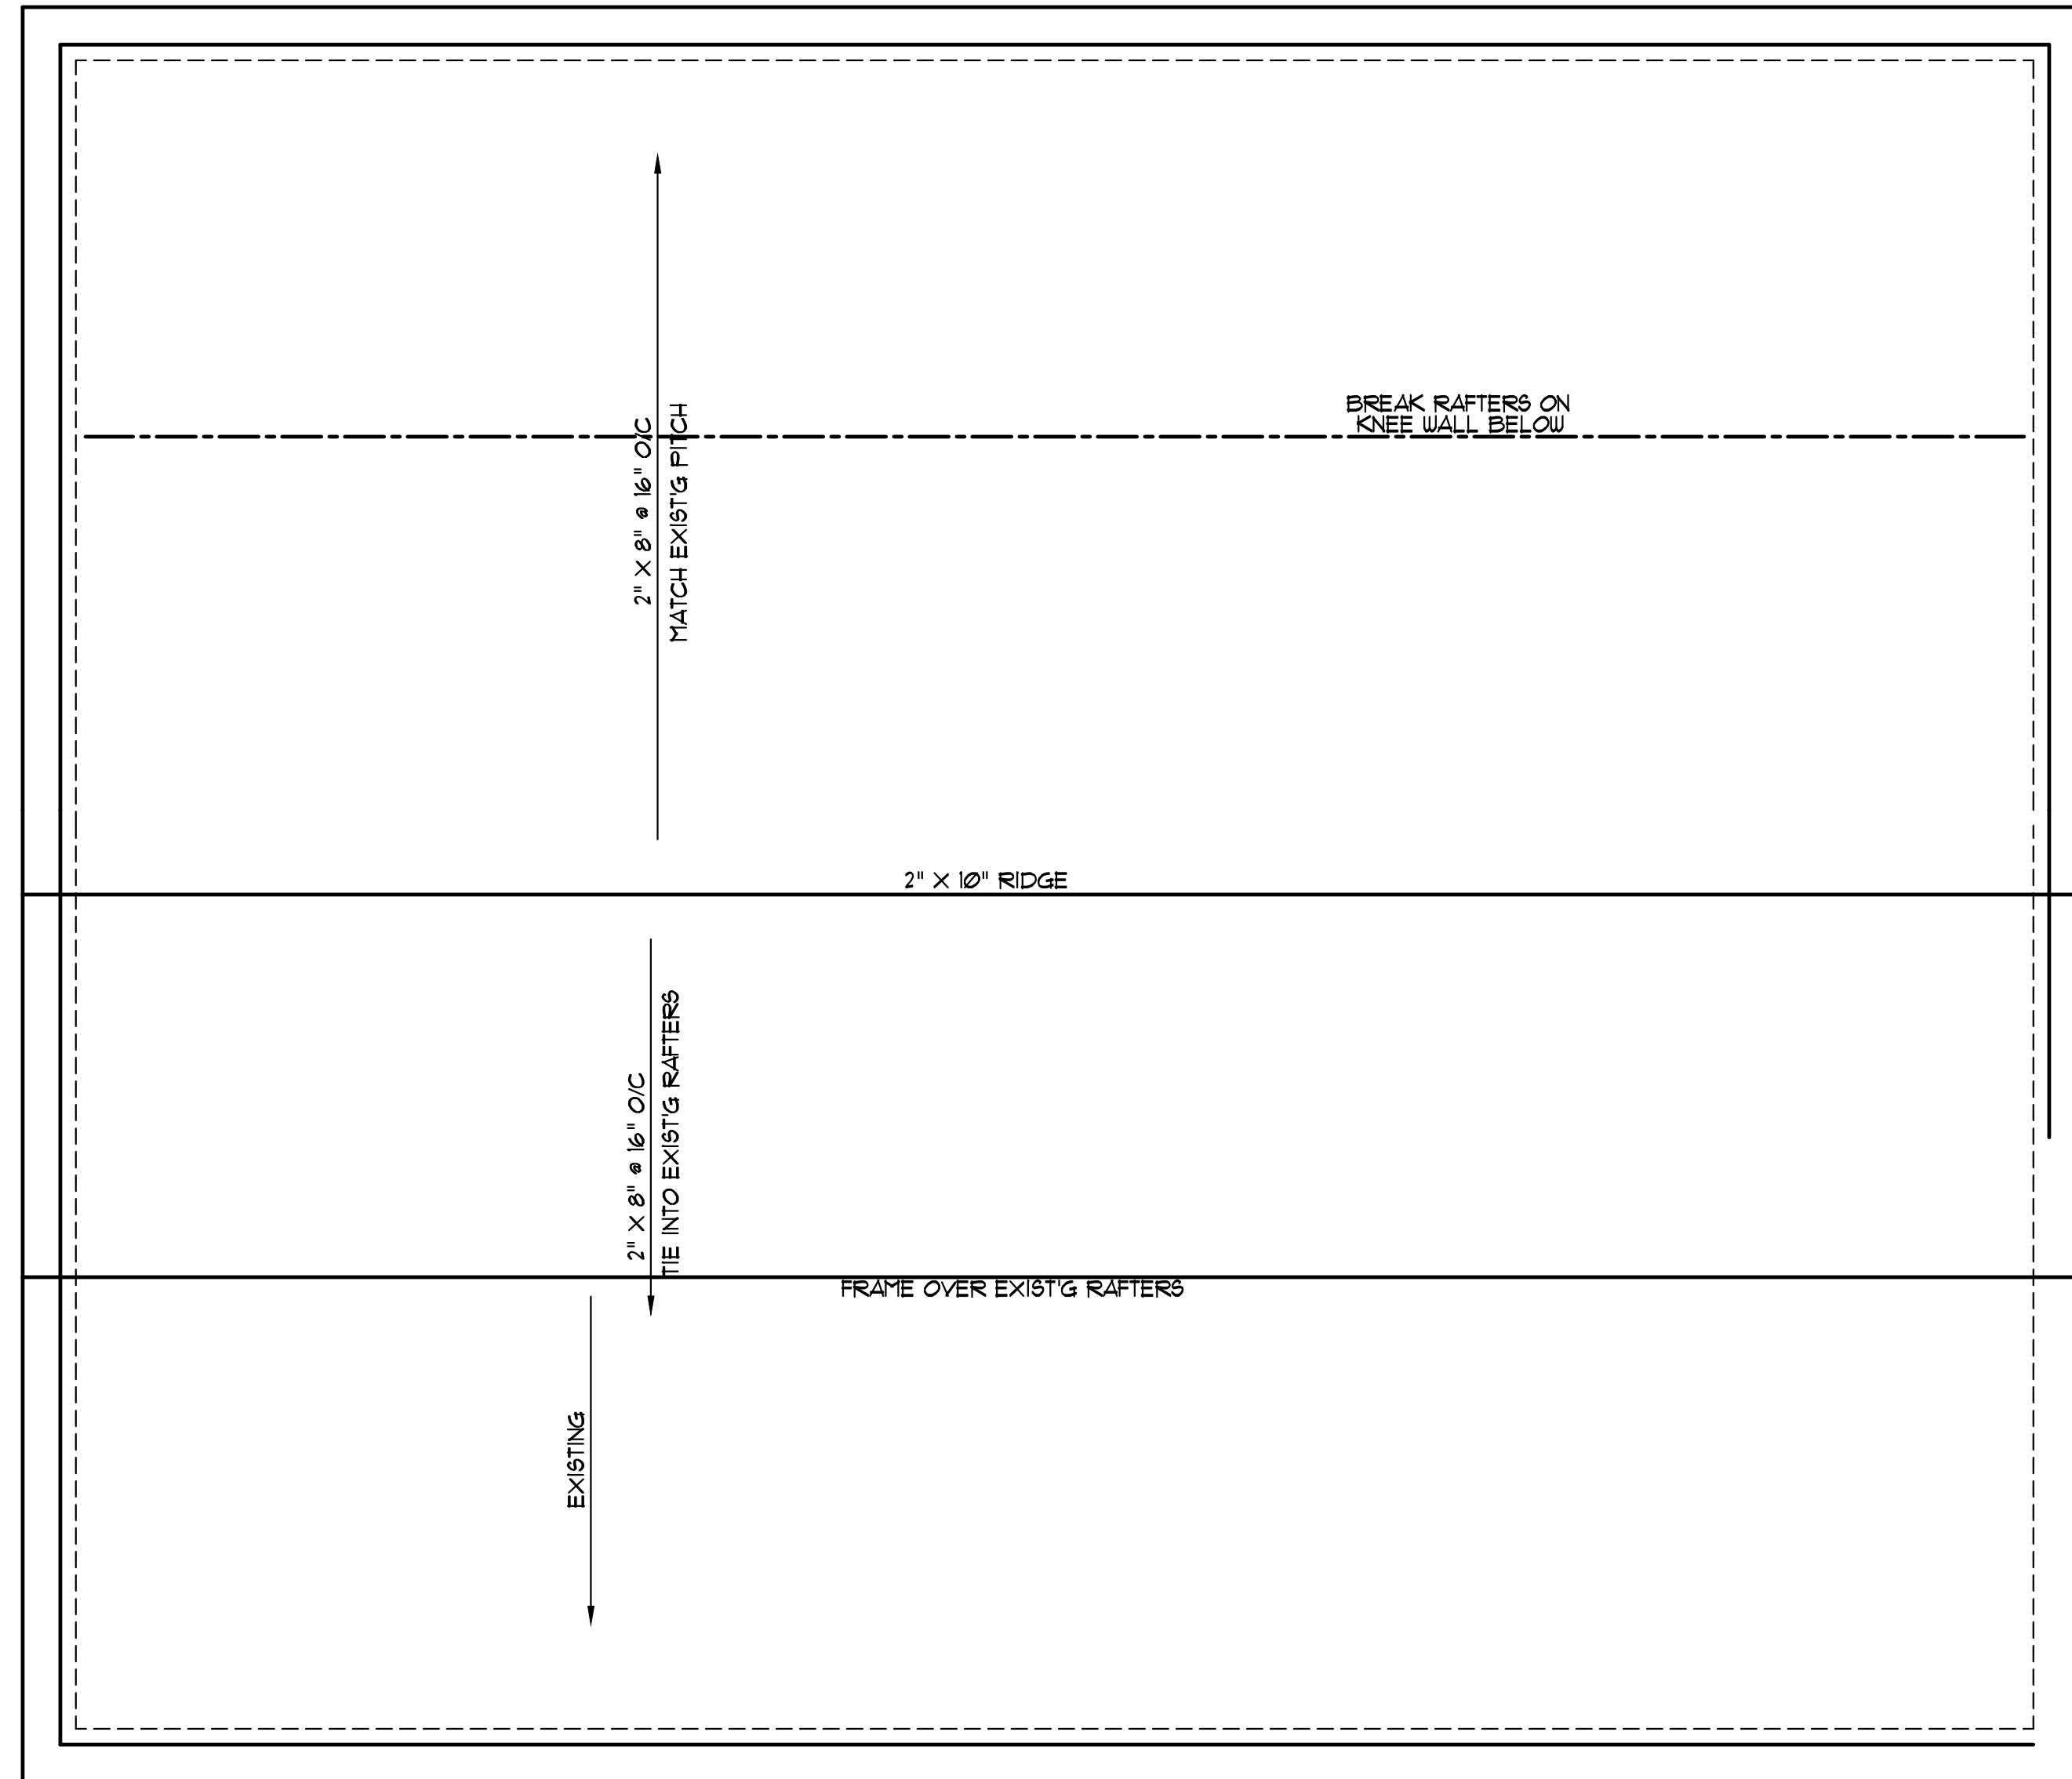 BREAK RAFTERS ON
KNEE WALL BELOW
2" X 8" @ 16" O/C
MATCH EXIST'G PITCH
2" X 10" RIDGE
2" X 8" @ 16" O/C
TIE INTO EXIST'G RAFTERS
FRAME OVER EXIST'G RAFTERS
EXISTING